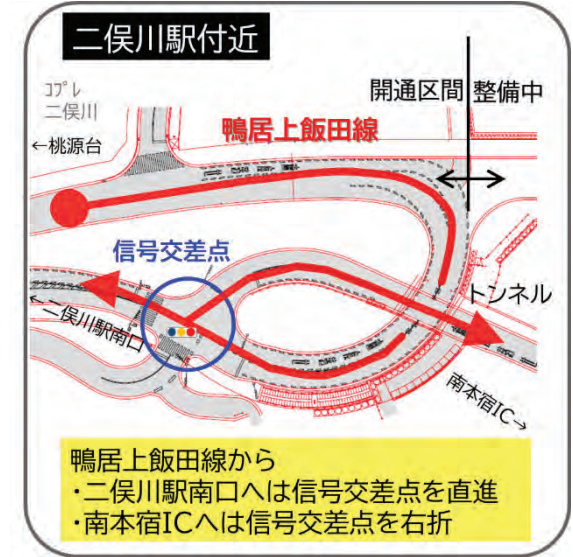 二俣川駅付近
コプレ
二俣川
開通区間 整備中
鴨居上飯田線
←桃源台
信号交差点
トンネル
←二俣川駅南口
南本宿IC→
鴨居上飯田線から
・二俣川駅南口へは信号交差点を直進
・南本宿ICへは信号交差点を右折